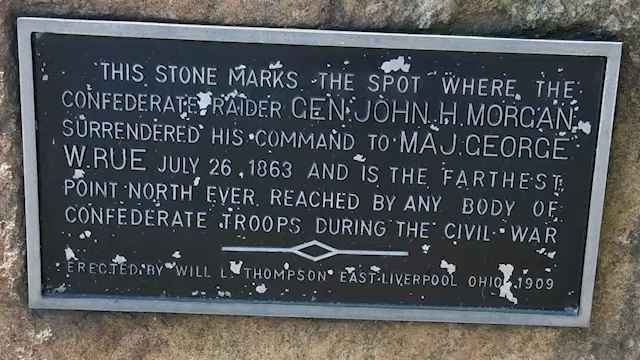 THIS STONE MARKS THE SPOT WHERE THE
CONFEDERATE RAIDER GEN. JOHN H. MORGAN
SURRENDERED HIS COMMAND TO MAJ. GEORGE
W. RUE JULY 26, 1863 AND IS THE FARTHEST
POINT NORTH EVER REACHED BY ANY BODY OF
CONFEDERATE TROOPS DURING THE CIVIL WAR
ERECTED BY WILL L. THOMPSON EAST LIVERPOOL OHIO, 1909